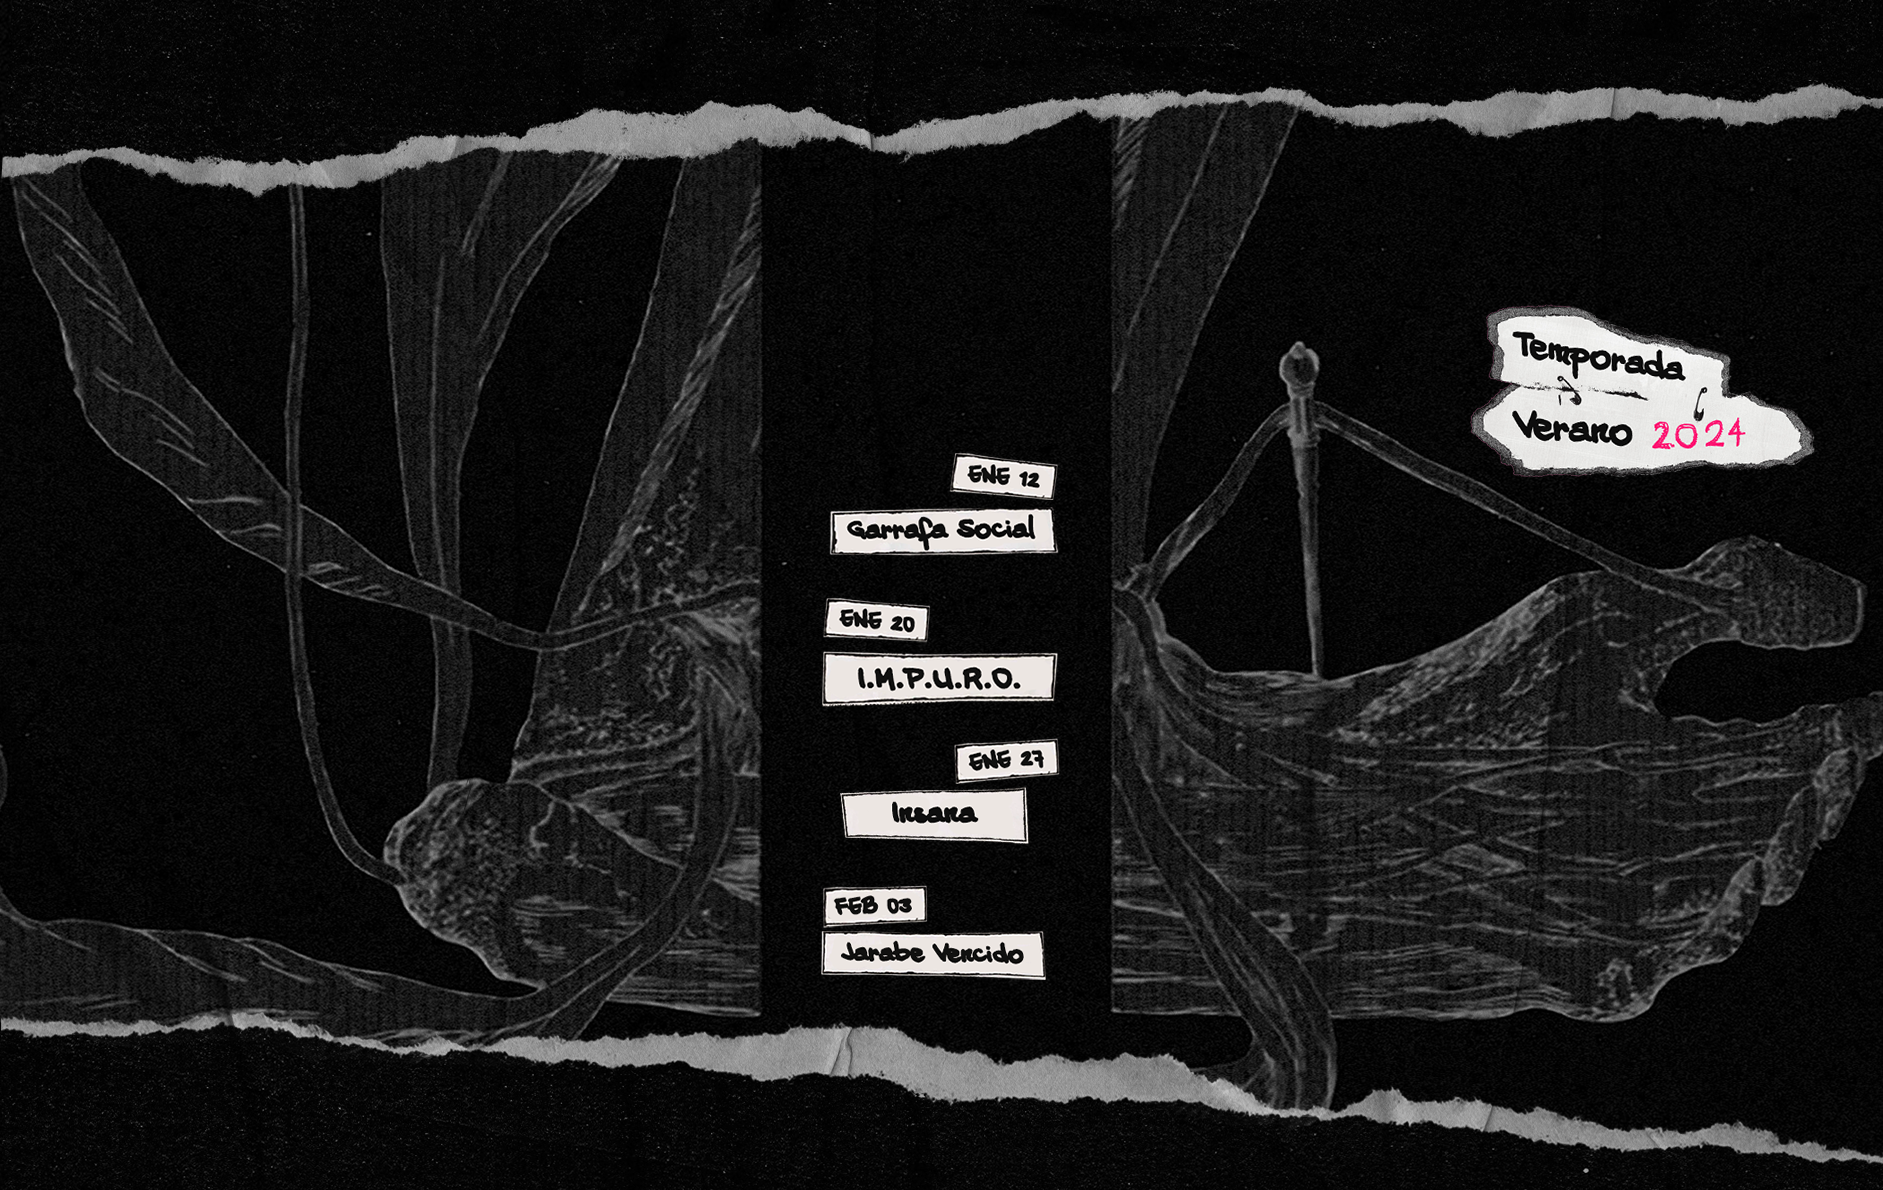 Temporada
Verano 2024
ENE 12
Garrafa Social
ENE 20
I.M.P.U.R.O.
ENE 27
Insana
FEB 03
Jarabe Vencido